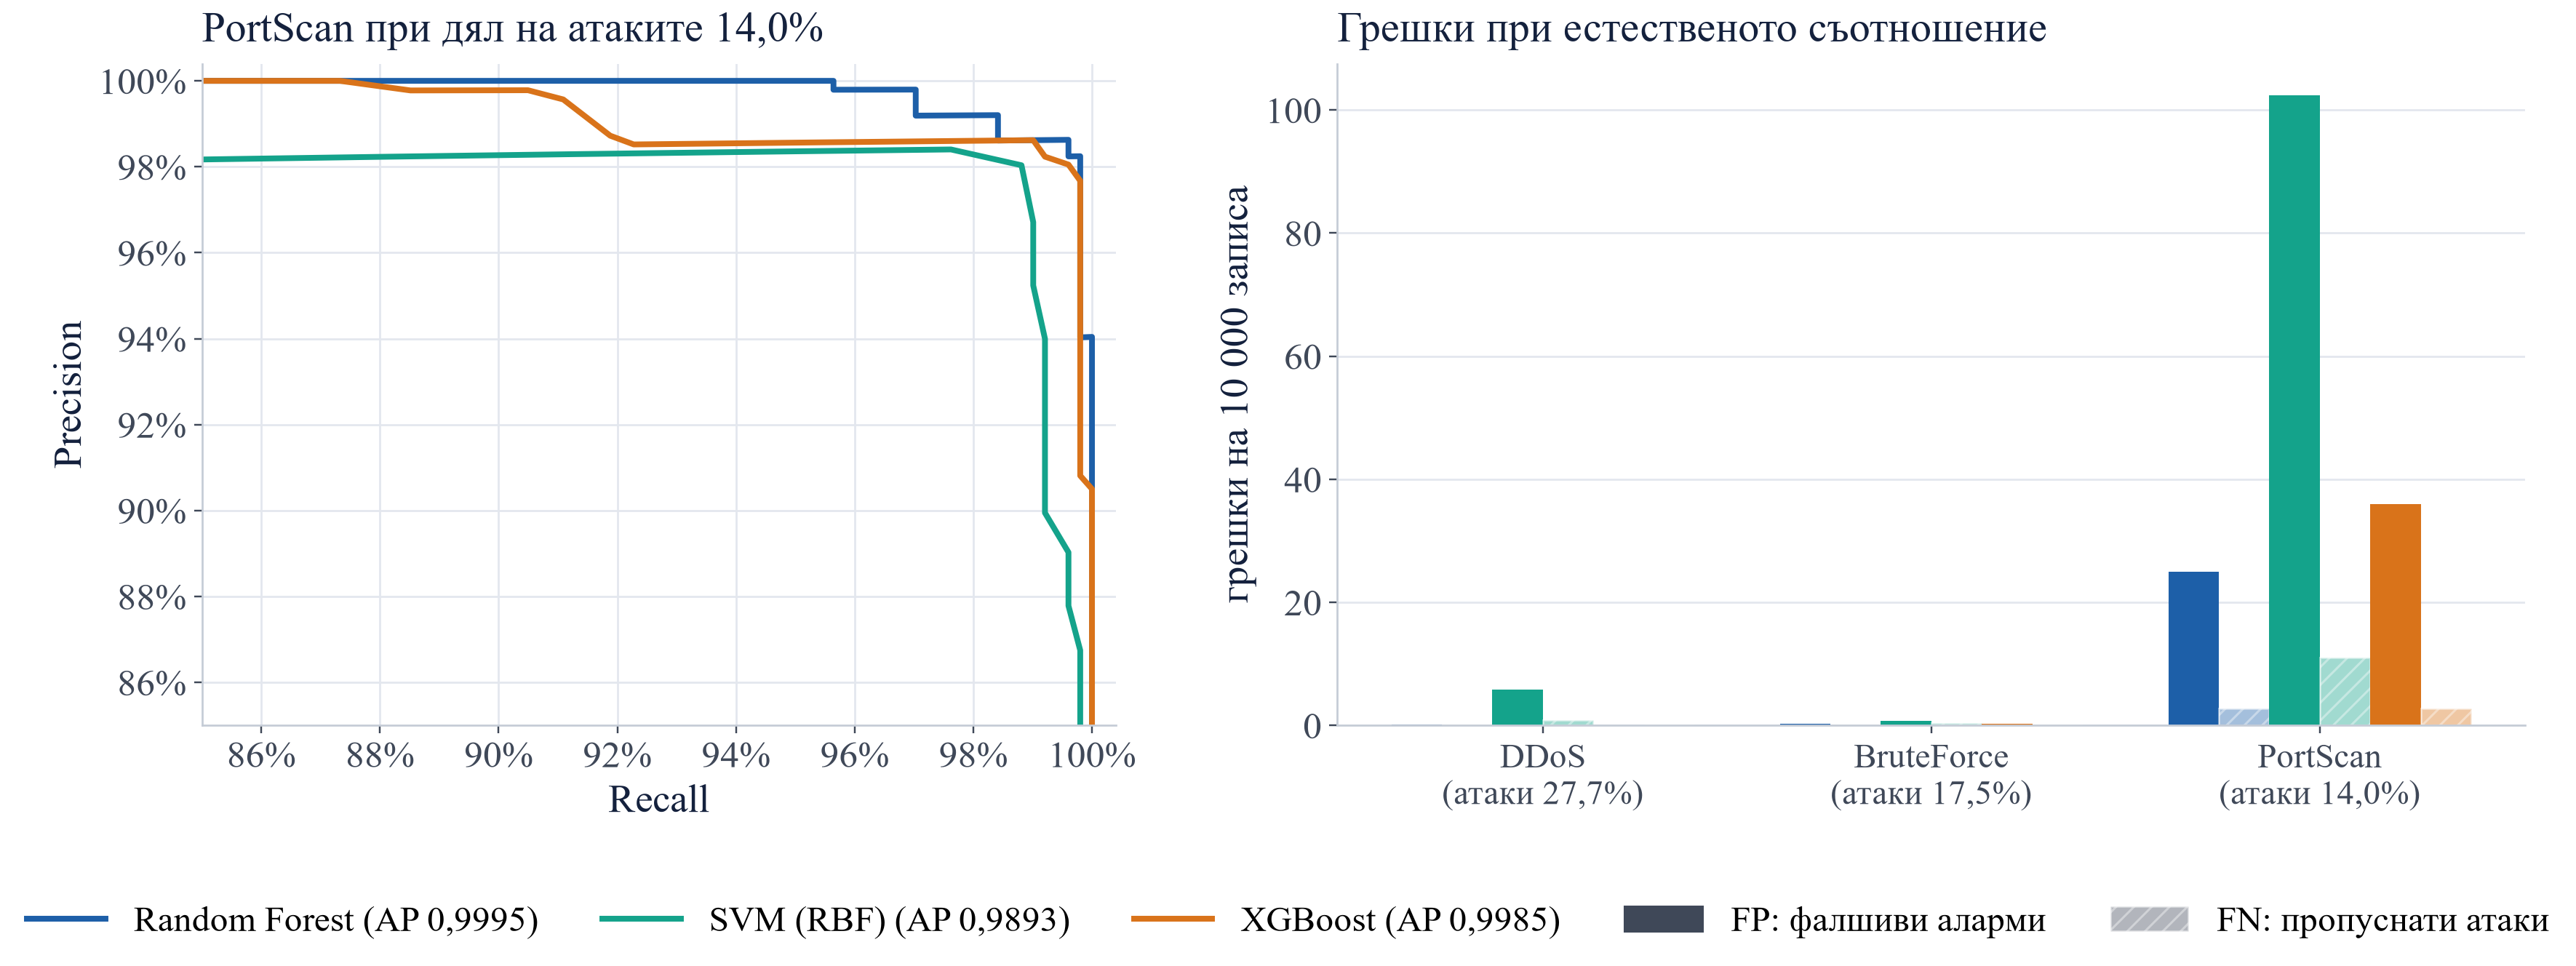 PortScan при дял на атаките 14,0%
100%
98%
96%
94%
92%
90%
88%
86%
Precision
86%
88%
90%
92%
94%
96%
98%
100%
Recall
Грешки при естественото съотношение
100
80
60
40
20
0
грешки на 10 000 записа
DDoS
(атаки 27,7%)
BruteForce
(атаки 17,5%)
PortScan
(атаки 14,0%)
Random Forest (AP 0,9995)
SVM (RBF) (AP 0,9893)
XGBoost (AP 0,9985)
FP: фалшиви аларми
FN: пропуснати атаки